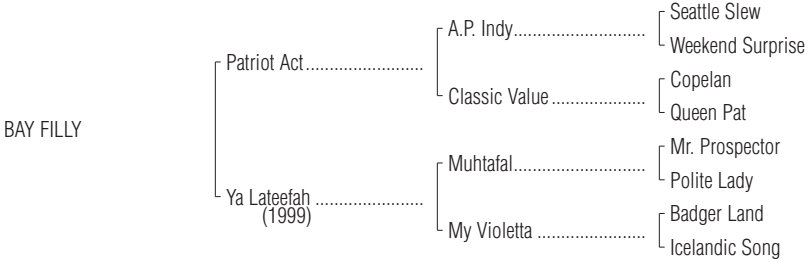 Seattle Slew
A.P. Indy..............................
Weekend Surprise
Patriot Act...........................
Copelan
Classic Value.....................
Queen Pat
BAY FILLY
Mr. Prospector
Muhtafal..............................
Polite Lady
Ya Lateefah.........................
(1999)
Badger Land
My Violetta.........................
Icelandic Song